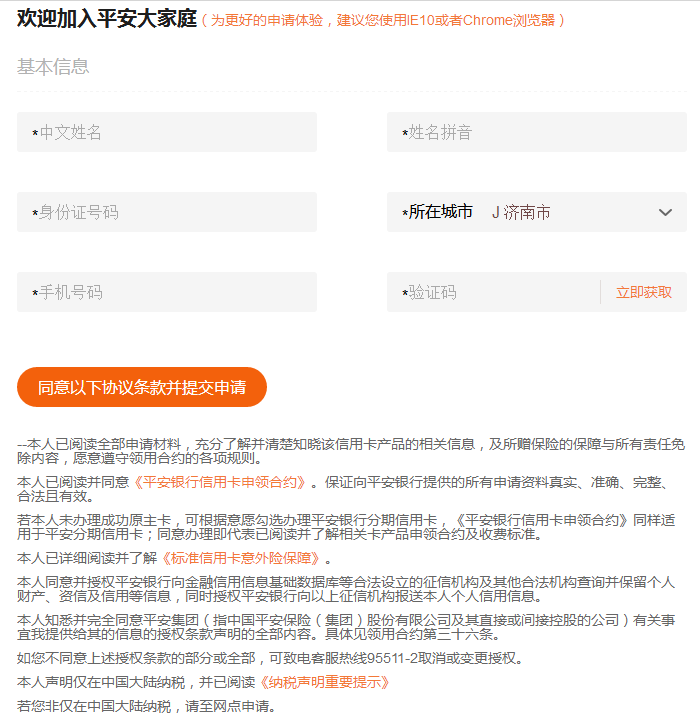 欢迎加入平安大家庭（为更好的申请体验，建议您使用IE10或者Chrome浏览器）
基本信息
*中文姓名
*姓名拼音
*身份证号码
*所在城市 J 济南市
*手机号码
*验证码 立即获取
同意以下协议条款并提交申请
--本人已阅读全部申请材料，充分了解并清楚知晓该信用卡产品的相关信息，及所赠保险的保障与所有责任免
除内容，愿意遵守领用合约的各项规则。
本人已阅读并同意《平安银行信用卡申领合约》。保证向平安银行提供的所有申请资料真实、准确、完整、
合法且有效。
若本人未办理成功原主卡，可根据意愿勾选办理平安银行分期信用卡，《平安银行信用卡申领合约》同样适
用于平安分期信用卡；同意办理即代表已阅读并了解相关卡产品申领合约及收费标准。
本人已详细阅读并了解《标准信用卡意外险保障》。
本人同意并授权平安银行向金融信用信息基础数据库等合法设立的征信机构及其他合法机构查询并保留个人
财产、资信及信用等信息，同时授权平安银行向以上征信机构报送本人个人信用信息。
本人知悉并完全同意平安集团（指中国平安保险（集团）股份有限公司及其直接或间接控股的公司）有关事
宜我提供给其的信息的授权条款声明的全部内容。具体见领用合约第三十六条。
如您不同意上述授权条款的部分或全部，可致电客服热线95511-2取消或变更授权。
本人声明仅在中国大陆纳税，并已阅读《纳税声明重要提示》
若您非仅在中国大陆纳税，请至网点申请。